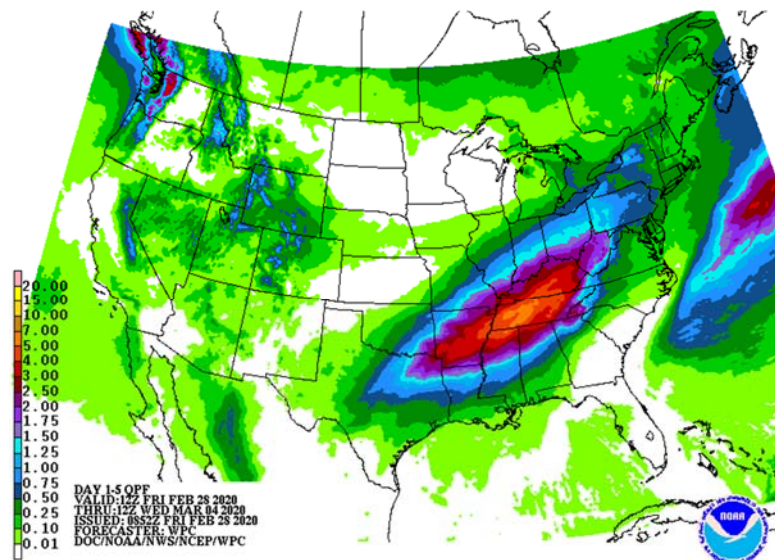 20.00
15.00
10.00
7.00
5.00
4.00
3.00
2.50
2.00
1.75
1.50
1.25
1.00
0.75
0.50
0.25
0.10
0.01
DAY 1-5 QPF
VALID:12Z FRI FEB 28 2020
THRU:12Z WED MAR 04 2020
ISSUED: 0852Z FRI FEB 28 2020
FORECASTER: WPC
DOC/NOAA/NWS/NCEP/WPC
NOAA